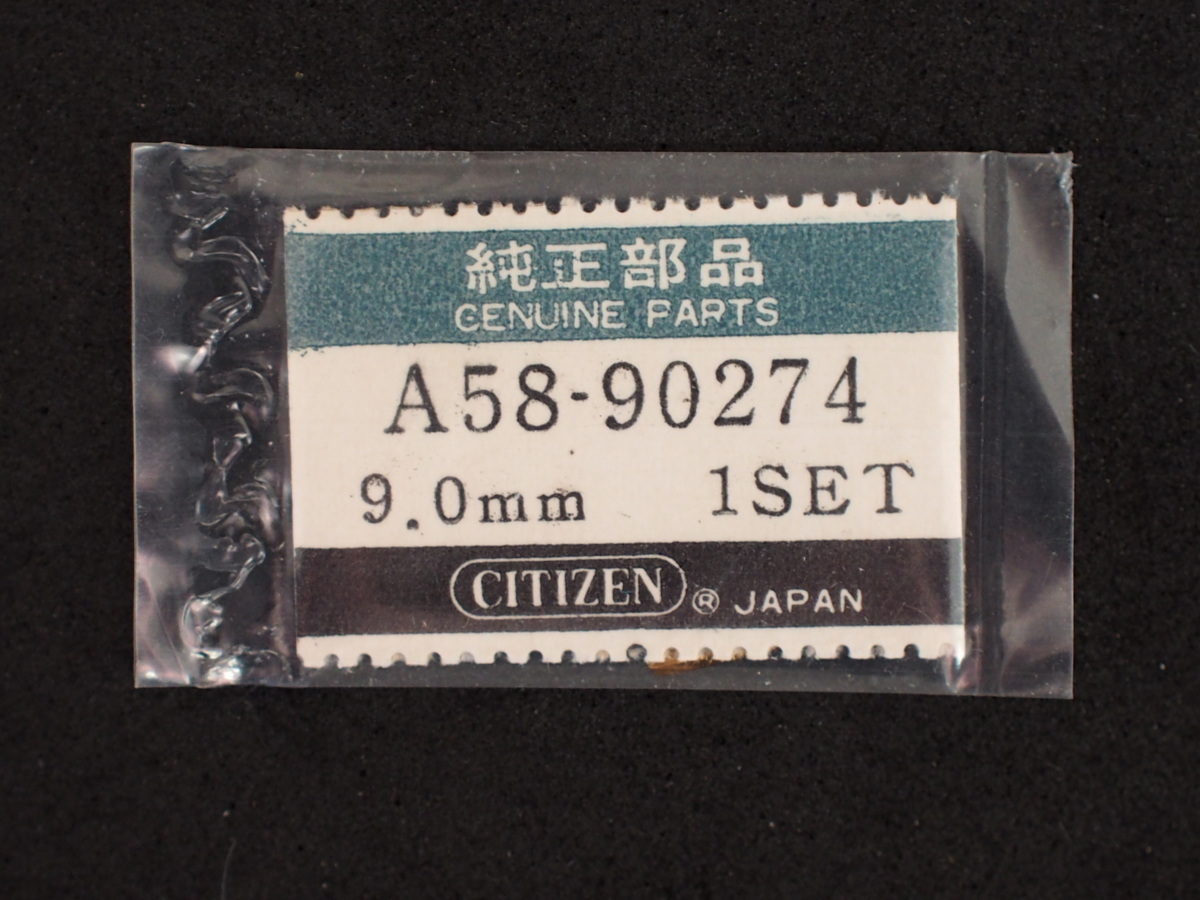 純正部品
GENUINE PARTS
A58-90274
9.0mm 1SET
CITIZEN ® JAPAN